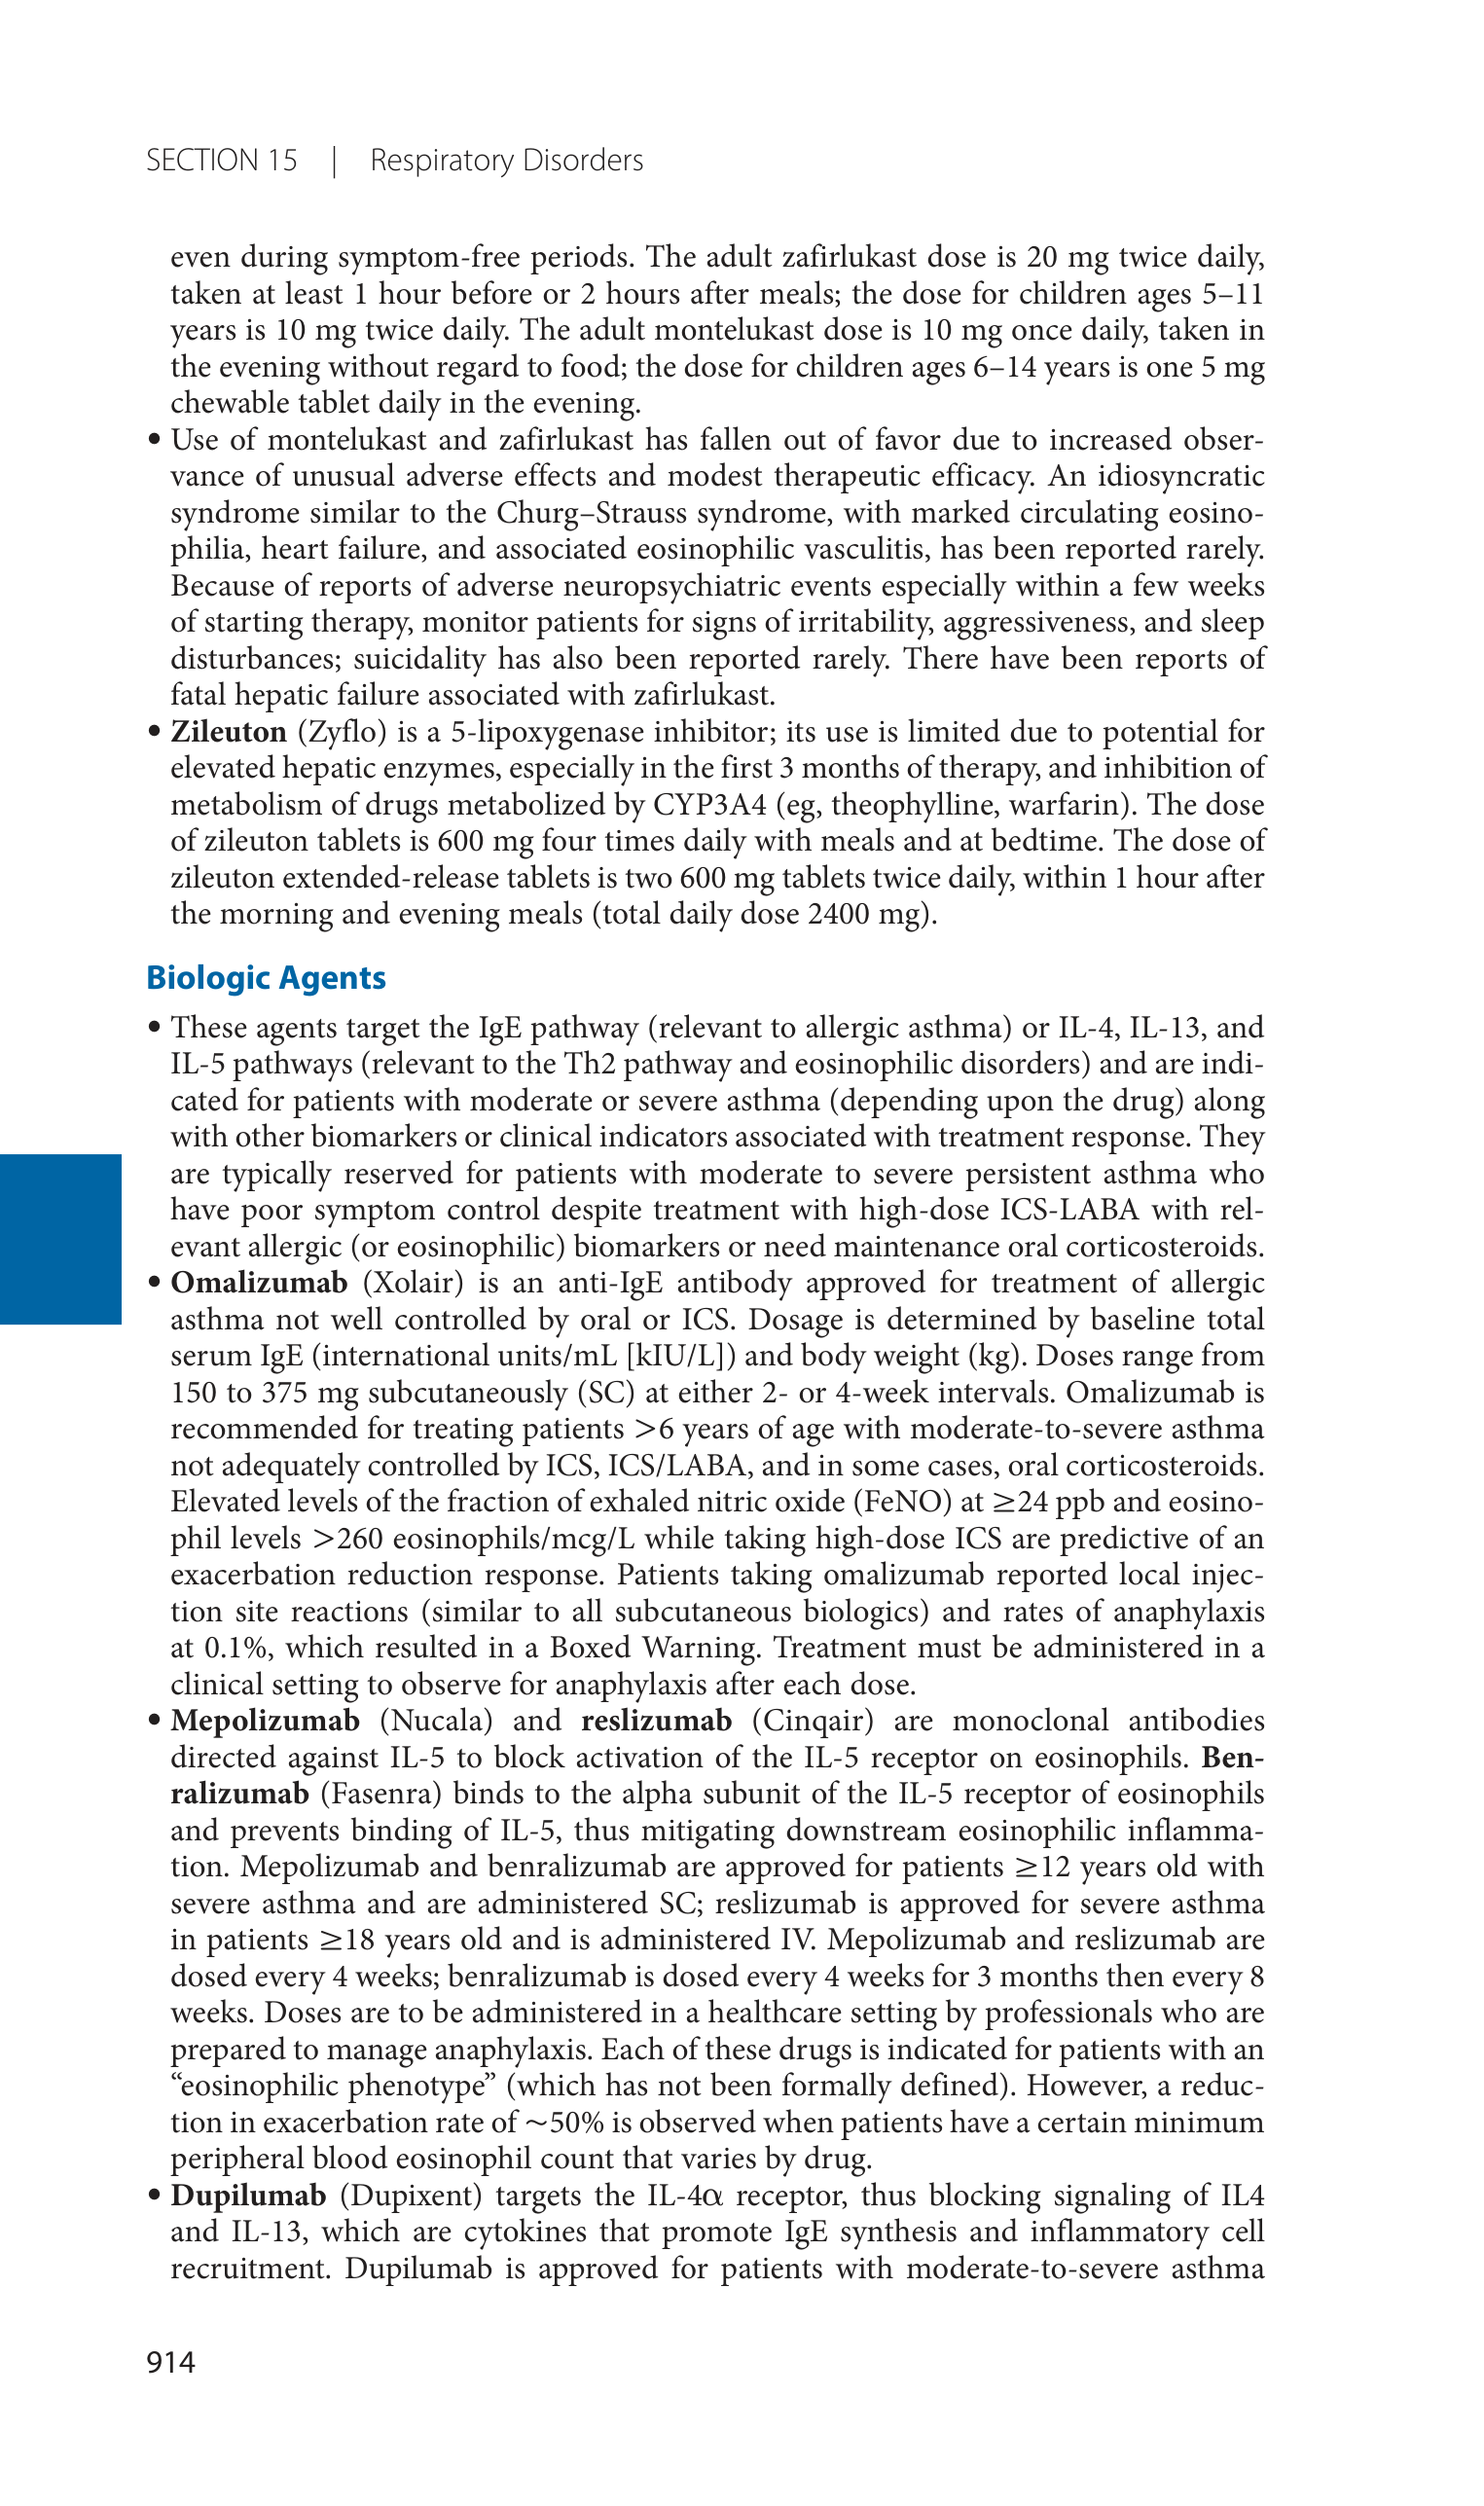 SECTION 15 | Respiratory Disorders
even during symptom-free periods. The adult zafirlukast dose is 20 mg twice daily,
taken at least 1 hour before or 2 hours after meals; the dose for children ages 5–11
years is 10 mg twice daily. The adult montelukast dose is 10 mg once daily, taken in
the evening without regard to food; the dose for children ages 6–14 years is one 5 mg
chewable tablet daily in the evening.
• Use of montelukast and zafirlukast has fallen out of favor due to increased obser-
vance of unusual adverse effects and modest therapeutic efficacy. An idiosyncratic
syndrome similar to the Churg–Strauss syndrome, with marked circulating eosino-
philia, heart failure, and associated eosinophilic vasculitis, has been reported rarely.
Because of reports of adverse neuropsychiatric events especially within a few weeks
of starting therapy, monitor patients for signs of irritability, aggressiveness, and sleep
disturbances; suicidality has also been reported rarely. There have been reports of
fatal hepatic failure associated with zafirlukast.
• Zileuton (Zyflo) is a 5-lipoxygenase inhibitor; its use is limited due to potential for
elevated hepatic enzymes, especially in the first 3 months of therapy, and inhibition of
metabolism of drugs metabolized by CYP3A4 (eg, theophylline, warfarin). The dose
of zileuton tablets is 600 mg four times daily with meals and at bedtime. The dose of
zileuton extended-release tablets is two 600 mg tablets twice daily, within 1 hour after
the morning and evening meals (total daily dose 2400 mg).
Biologic Agents
• These agents target the IgE pathway (relevant to allergic asthma) or IL-4, IL-13, and
IL-5 pathways (relevant to the Th2 pathway and eosinophilic disorders) and are indi-
cated for patients with moderate or severe asthma (depending upon the drug) along
with other biomarkers or clinical indicators associated with treatment response. They
are typically reserved for patients with moderate to severe persistent asthma who
have poor symptom control despite treatment with high-dose ICS-LABA with rel-
evant allergic (or eosinophilic) biomarkers or need maintenance oral corticosteroids.
• Omalizumab (Xolair) is an anti-IgE antibody approved for treatment of allergic
asthma not well controlled by oral or ICS. Dosage is determined by baseline total
serum IgE (international units/mL [kIU/L]) and body weight (kg). Doses range from
150 to 375 mg subcutaneously (SC) at either 2- or 4-week intervals. Omalizumab is
recommended for treating patients >6 years of age with moderate-to-severe asthma
not adequately controlled by ICS, ICS/LABA, and in some cases, oral corticosteroids.
Elevated levels of the fraction of exhaled nitric oxide (FeNO) at ≥24 ppb and eosino-
phil levels >260 eosinophils/mcg/L while taking high-dose ICS are predictive of an
exacerbation reduction response. Patients taking omalizumab reported local injec-
tion site reactions (similar to all subcutaneous biologics) and rates of anaphylaxis
at 0.1%, which resulted in a Boxed Warning. Treatment must be administered in a
clinical setting to observe for anaphylaxis after each dose.
• Mepolizumab (Nucala) and reslizumab (Cinqair) are monoclonal antibodies
directed against IL-5 to block activation of the IL-5 receptor on eosinophils. Ben-
ralizumab (Fasenra) binds to the alpha subunit of the IL-5 receptor of eosinophils
and prevents binding of IL-5, thus mitigating downstream eosinophilic inflamma-
tion. Mepolizumab and benralizumab are approved for patients ≥12 years old with
severe asthma and are administered SC; reslizumab is approved for severe asthma
in patients ≥18 years old and is administered IV. Mepolizumab and reslizumab are
dosed every 4 weeks; benralizumab is dosed every 4 weeks for 3 months then every 8
weeks. Doses are to be administered in a healthcare setting by professionals who are
prepared to manage anaphylaxis. Each of these drugs is indicated for patients with an
“eosinophilic phenotype” (which has not been formally defined). However, a reduc-
tion in exacerbation rate of ~50% is observed when patients have a certain minimum
peripheral blood eosinophil count that varies by drug.
• Dupilumab (Dupixent) targets the IL-4α receptor, thus blocking signaling of IL4
and IL-13, which are cytokines that promote IgE synthesis and inflammatory cell
recruitment. Dupilumab is approved for patients with moderate-to-severe asthma
914